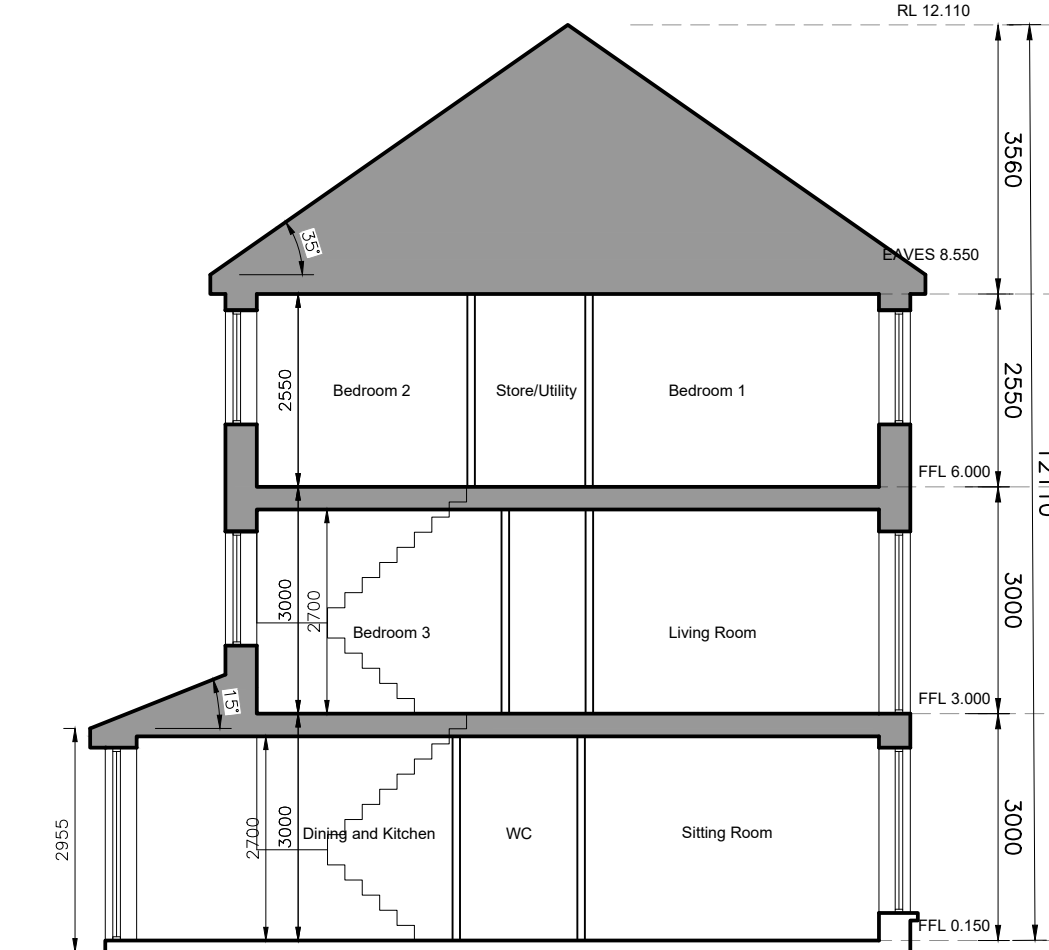 RL 12.110
3560
35°
EAVES 8.550
2550
Bedroom 2
Store/Utility
Bedroom 1
2550
FFL 6.000
12110
3000
2700
Bedroom 3
Living Room
3000
15°
FFL 3.000
2955
2700
3000
Dining and Kitchen
WC
Sitting Room
3000
FFL 0.150